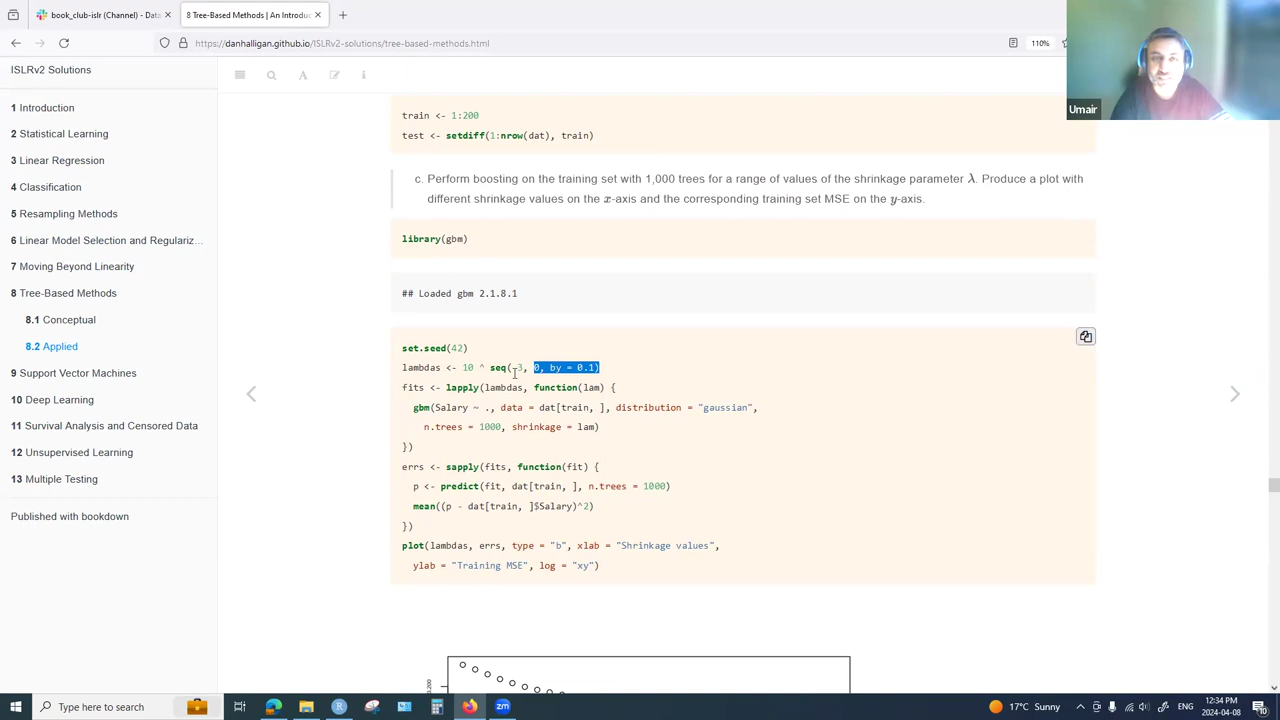 book_club-islr (Channel) - Dat
8 Tree-Based Methods | An Introduc
https://danhalligan.github.io/ISLRv2-solutions/tree-based-methods.html
110%
Umair
ISLRv2 Solutions
1 Introduction
2 Statistical Learning
3 Linear Regression
4 Classification
5 Resampling Methods
6 Linear Model Selection and Regulariz...
7 Moving Beyond Linearity
8 Tree-Based Methods
8.1 Conceptual
8.2 Applied
9 Support Vector Machines
10 Deep Learning
11 Survival Analysis and Censored Data
12 Unsupervised Learning
13 Multiple Testing
Published with bookdown
train <- 1:200
test <- setdiff(1:nrow(dat), train)
c. Perform boosting on the training set with 1,000 trees for a range of values of the shrinkage parameter λ. Produce a plot with
different shrinkage values on the x-axis and the corresponding training set MSE on the y-axis.
library(gbm)
## Loaded gbm 2.1.8.1
set.seed(42)
lambdas <- 10 ^ seq(-3, 0, by = 0.1)
fits <- lapply(lambdas, function(lam) {
gbm(Salary ~ ., data = dat[train, ], distribution = "gaussian",
n.trees = 1000, shrinkage = lam)
})
errs <- sapply(fits, function(fit) {
p <- predict(fit, dat[train, ], n.trees = 1000)
mean((p - dat[train, ]$Salary)^2)
})
plot(lambdas, errs, type = "b", xlab = "Shrinkage values",
ylab = "Training MSE", log = "xy")
Type here to search
17°C Sunny
12:34 PM
2024-04-08